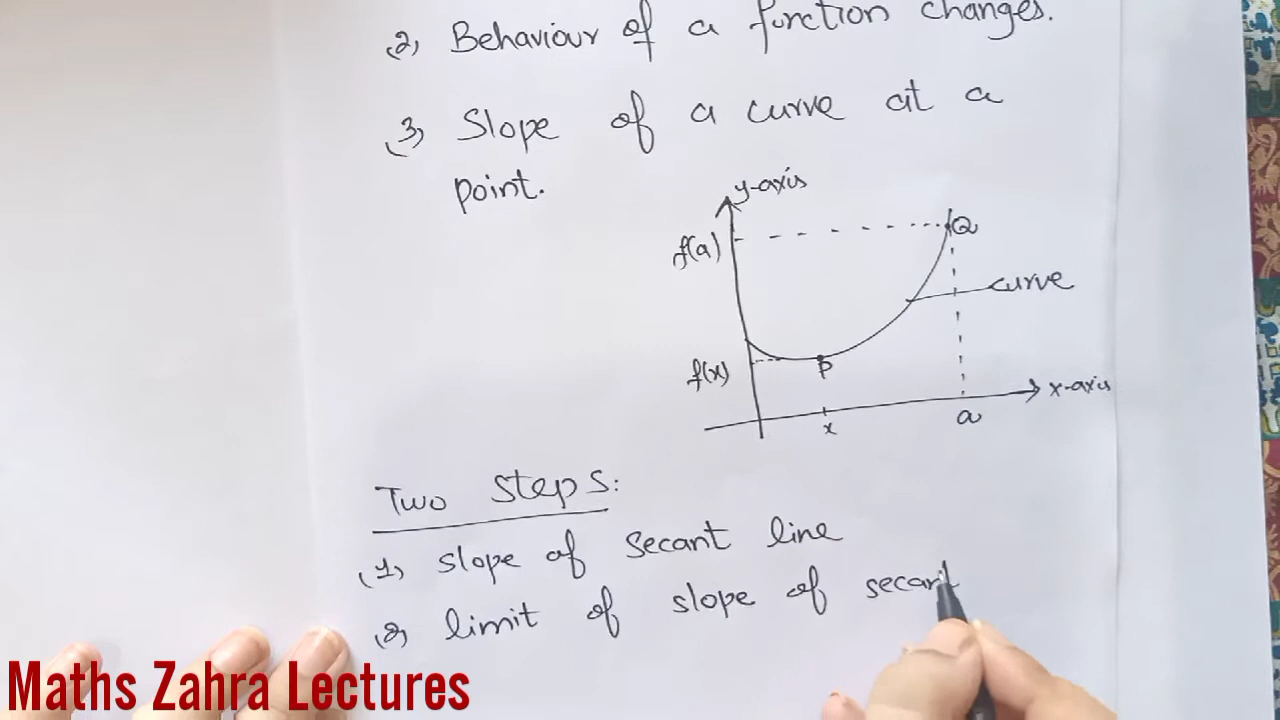 (2) Behaviour of a function changes.
(3) Slope of a curve at a
point.
y-axis
f(a)
Q
curve
f(x)
P
x-axis
x
a
Two Steps:
(1) slope of secant line
(2) limit of slope of secant
Maths Zahra Lectures